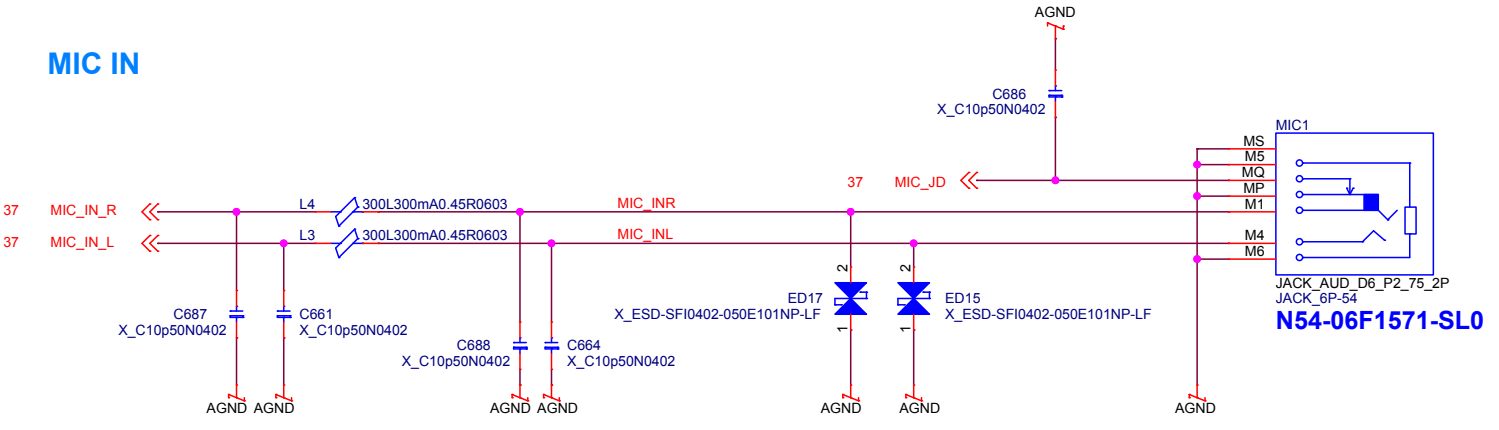 AGND
MIC IN
C686
X_C10p50N0402
MIC1
MS
M5
37 MIC_JD
MQ
MP
37 MIC_IN_R
L4 300L300mA0.45R0603
MIC_INR
M1
37 MIC_IN_L
L3 300L300mA0.45R0603
MIC_INL
M4
M6
2
2
JACK_AUD_D6_P2_75_2P
JACK_6P-54
N54-06F1571-SL0
ED17
X_ESD-SFI0402-050E101NP-LF
ED15
X_ESD-SFI0402-050E101NP-LF
1
1
C687
X_C10p50N0402
C661
X_C10p50N0402
C688
X_C10p50N0402
C664
X_C10p50N0402
AGND AGND AGND AGND AGND AGND AGND